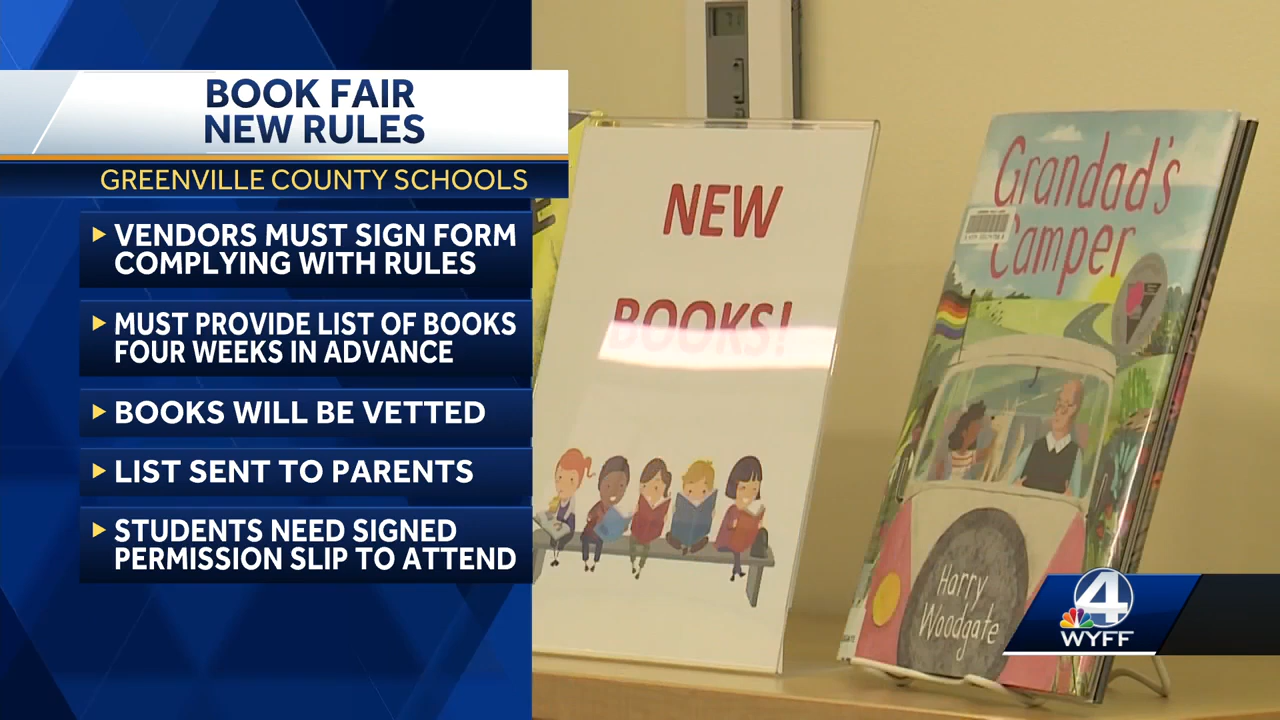 BOOK FAIR
NEW RULES
GREENVILLE COUNTY SCHOOLS
VENDORS MUST SIGN FORM
COMPLYING WITH RULES
MUST PROVIDE LIST OF BOOKS
FOUR WEEKS IN ADVANCE
BOOKS WILL BE VETTED
LIST SENT TO PARENTS
STUDENTS NEED SIGNED
PERMISSION SLIP TO ATTEND
NEW
BOOKS!
Grandad's
Camper
Harry
Woodgate
4
WYFF